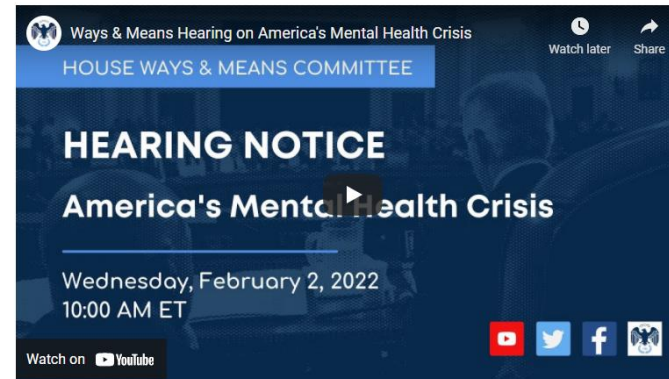 Ways & Means Hearing on America's Mental Health Crisis
Watch later
Share
HOUSE WAYS & MEANS COMMITTEE
HEARING NOTICE
America's Mental Health Crisis
Wednesday, February 2, 2022
10:00 AM ET
Watch on YouTube